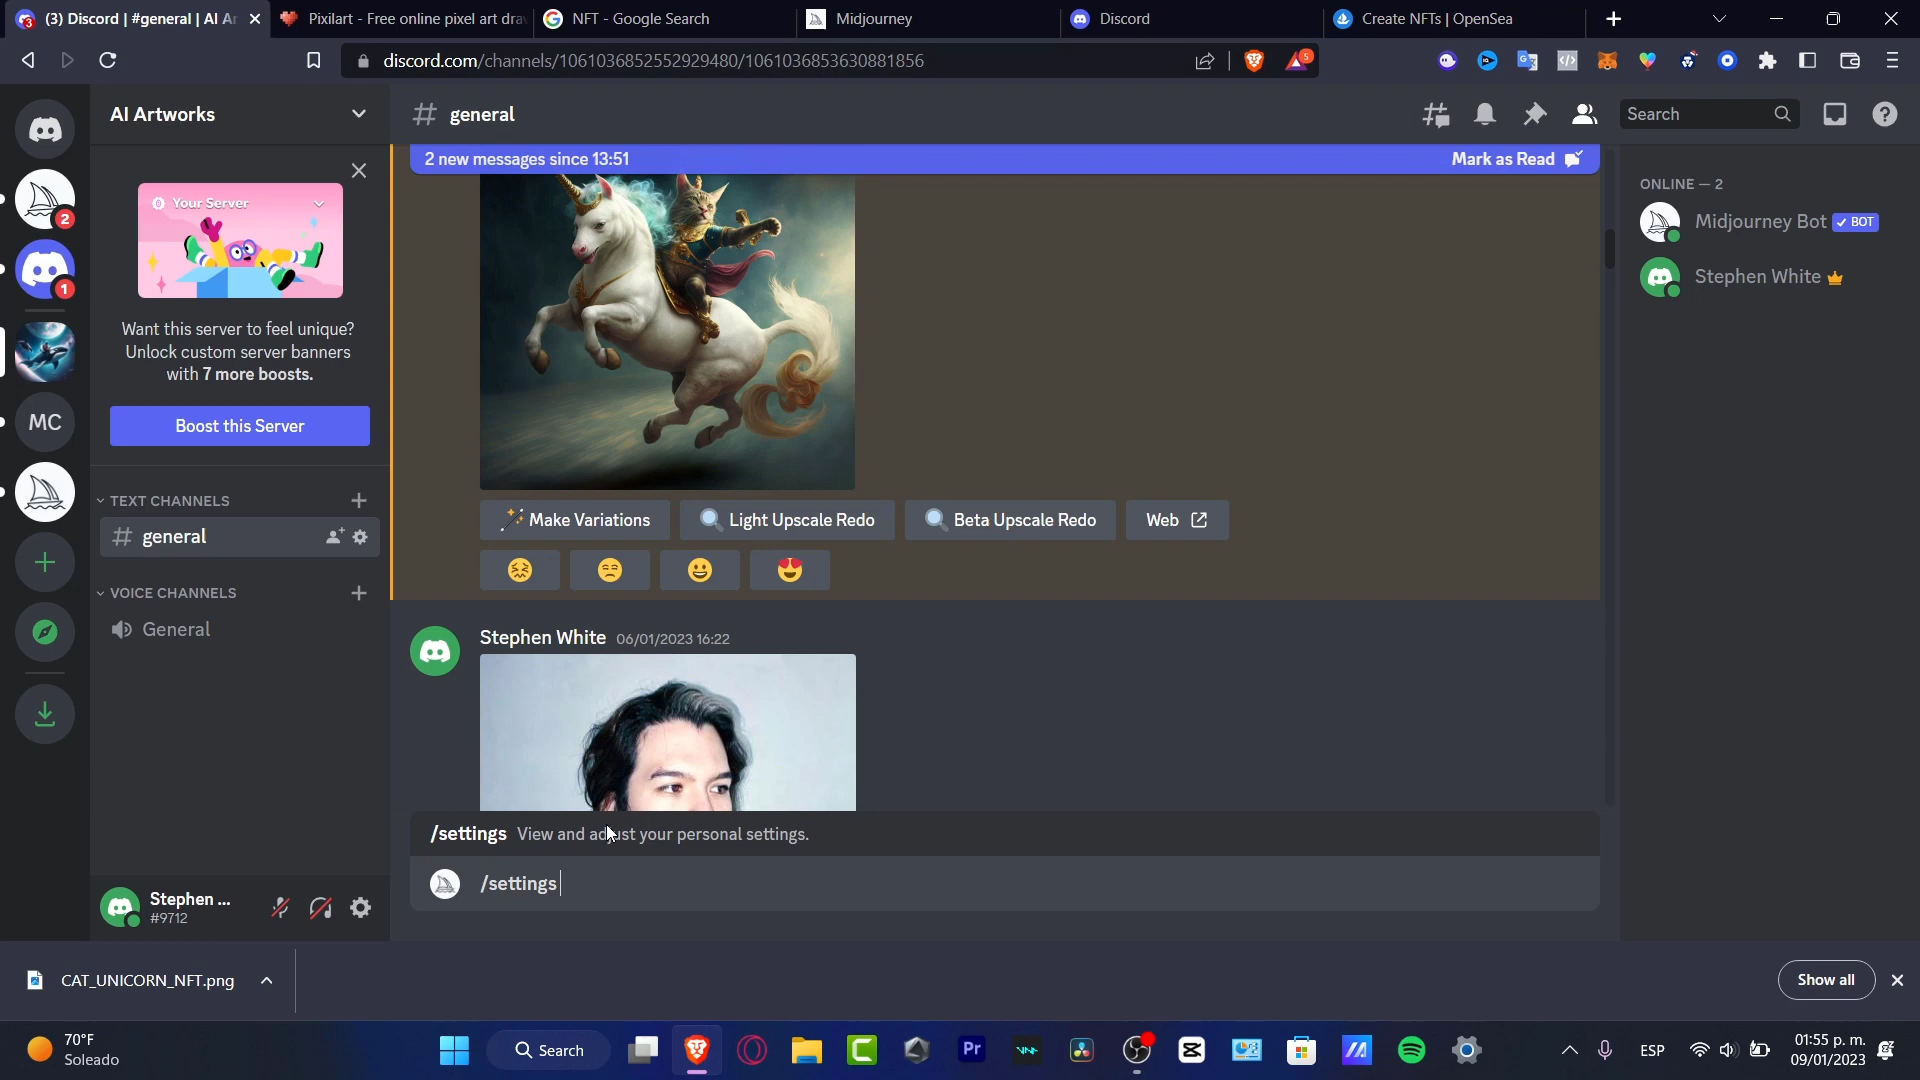 (3) Discord | #general | AI Ar
Pixilart - Free online pixel art dra
NFT - Google Search
Midjourney
Discord
Create NFTs | OpenSea
discord.com/channels/1061036852552929480/1061036853630881856
5
AI Artworks
general
Search
2 new messages since 13:51
Mark as Read
Your Server
Want this server to feel unique?
Unlock custom server banners
with 7 more boosts.
Boost this Server
2
1
MC
TEXT CHANNELS
general
VOICE CHANNELS
General
Make Variations
Light Upscale Redo
Beta Upscale Redo
Web
Stephen White 06/01/2023 16:22
/settings View and adjust your personal settings.
/settings
ONLINE — 2
Midjourney Bot BOT
Stephen White
Stephen ...
#9712
CAT_UNICORN_NFT.png
Show all
70°F
Soleado
Search
Pr
ESP
01:55 p. m.
09/01/2023